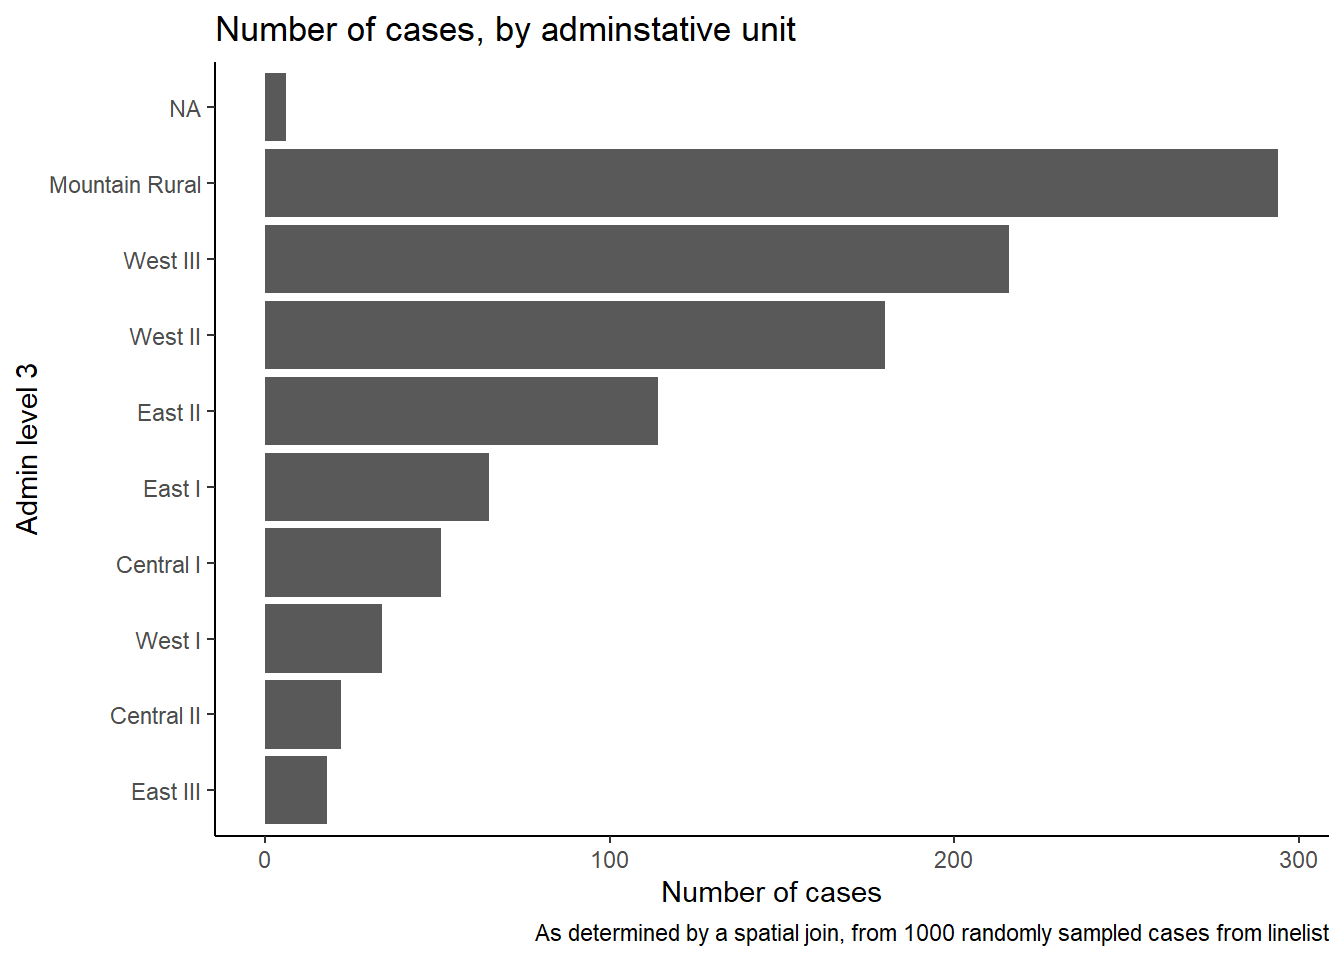 Number of cases, by adminstative unit
NA
Mountain Rural
West III
West II
East II
East I
Central I
West I
Central II
East III
Admin level 3
0 100 200 300
Number of cases
As determined by a spatial join, from 1000 randomly sampled cases from linelist